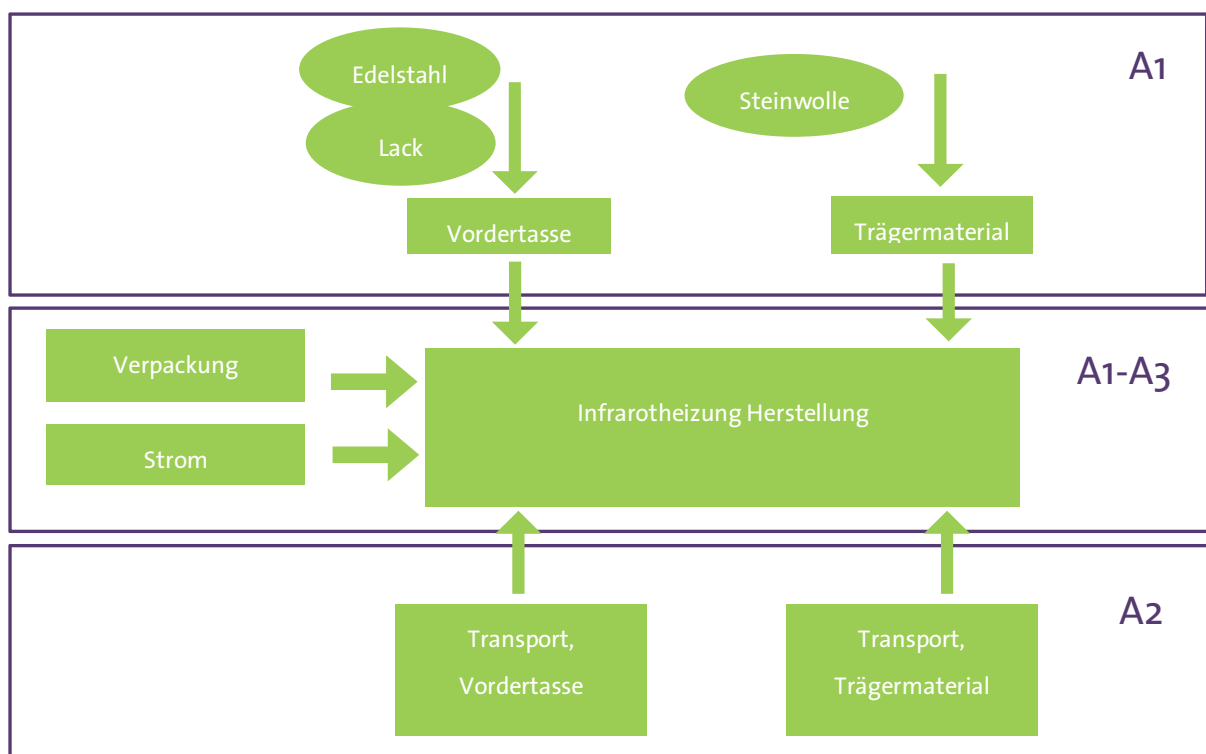 A1
Edelstahl
Lack
Steinwolle
Vordertasse
Trägermaterial
A1-A3
Verpackung
Strom
Infrarotheizung Herstellung
A2
Transport,
Vordertasse
Transport,
Trägermaterial